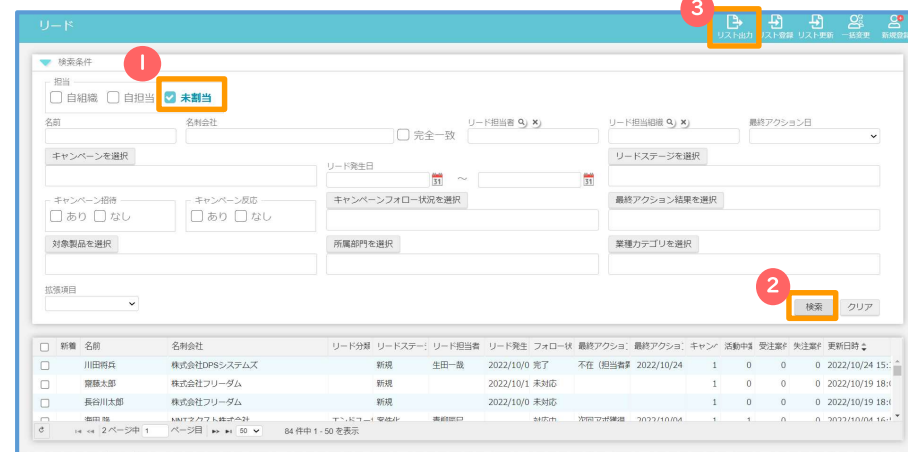 リード
3
リスト出力 リスト登録 リスト更新 一括変更 新規登録
検索条件
1
担当
自組織 自担当 未割当
名前 名刺会社 完全一致 リード担当者 リード担当組織 最終アクション日
キャンペーンを選択 リード発生日 31 ～ 31 リードステージを選択
キャンペーン招待 キャンペーン反応 キャンペーンフォロー状況を選択 最終アクション結果を選択
あり なし あり なし
対象製品を選択 所属部門を選択 業種カテゴリを選択
拡張項目
2
検索 クリア
新着 名前 名刺会社 リード分類 リードステー リード担当者 リード発生 フォロー状 最終アクショ 最終アクショ キャンペ 活動中 受注案件 失注案件 更新日時
川田将兵 株式会社DPSシステムズ 新規 生田一哉 2022/10/0 完了 不在（担当者 2022/10/24 1 0 0 0 2022/10/24 15:
齋藤太郎 株式会社フリーダム 新規 2022/10/1 未対応 1 0 0 0 2022/10/19 18:
長谷川太郎 株式会社フリーダム 新規 2022/10/0 未対応 1 0 0 0 2022/10/19 18:
2 ページ中 1 ページ目 50 84 件中 1 - 50 を表示